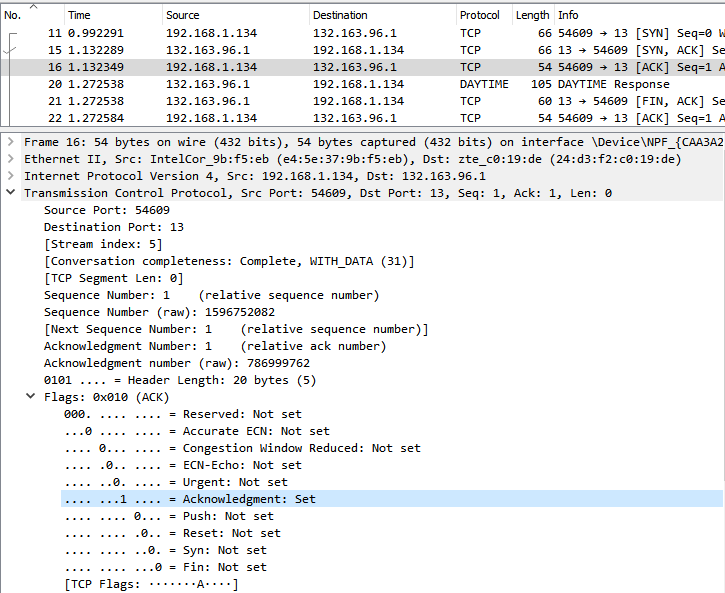 No. Time Source Destination Protocol Length Info
11 0.992291 192.168.1.134 132.163.96.1 TCP 66 54609 → 13 [SYN] Seq=0 W
15 1.132289 132.163.96.1 192.168.1.134 TCP 66 13 → 54609 [SYN, ACK] Se
16 1.132349 192.168.1.134 132.163.96.1 TCP 54 54609 → 13 [ACK] Seq=1 A
20 1.272538 132.163.96.1 192.168.1.134 DAYTIME 105 DAYTIME Response
21 1.272538 132.163.96.1 192.168.1.134 TCP 60 13 → 54609 [FIN, ACK] Se
22 1.272584 192.168.1.134 132.163.96.1 TCP 54 54609 → 13 [ACK] Seq=1 A
Frame 16: 54 bytes on wire (432 bits), 54 bytes captured (432 bits) on interface \Device\NPF_{CAA3A2
Ethernet II, Src: IntelCor_9b:f5:eb (e4:5e:37:9b:f5:eb), Dst: zte_c0:19:de (24:d3:f2:c0:19:de)
Internet Protocol Version 4, Src: 192.168.1.134, Dst: 132.163.96.1
Transmission Control Protocol, Src Port: 54609, Dst Port: 13, Seq: 1, Ack: 1, Len: 0
Source Port: 54609
Destination Port: 13
[Stream index: 5]
[Conversation completeness: Complete, WITH_DATA (31)]
[TCP Segment Len: 0]
Sequence Number: 1 (relative sequence number)
Sequence Number (raw): 1596752082
[Next Sequence Number: 1 (relative sequence number)]
Acknowledgment Number: 1 (relative ack number)
Acknowledgment number (raw): 786999762
0101 .... = Header Length: 20 bytes (5)
Flags: 0x010 (ACK)
000. .... .... = Reserved: Not set
...0 .... .... = Accurate ECN: Not set
.... 0... .... = Congestion Window Reduced: Not set
.... .0.. .... = ECN-Echo: Not set
.... ..0. .... = Urgent: Not set
.... ...1 .... = Acknowledgment: Set
.... .... 0... = Push: Not set
.... .... .0.. = Reset: Not set
.... .... ..0. = Syn: Not set
.... .... ...0 = Fin: Not set
[TCP Flags: ·······A····]